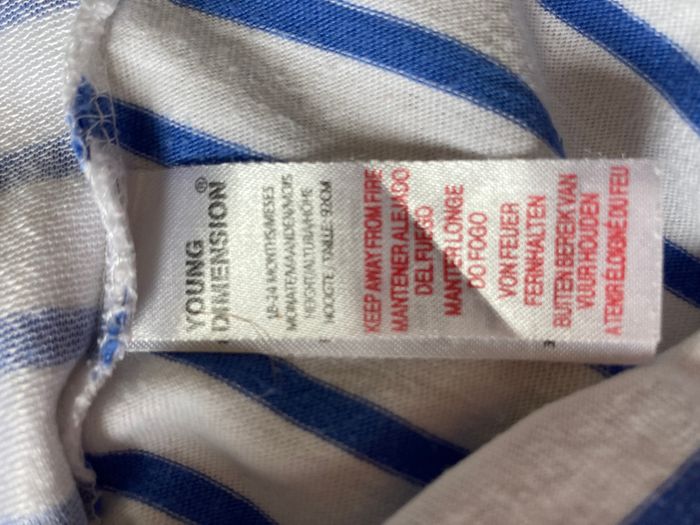 YOUNG
DIMENSION®
18-24 MONTHS/MESES
MONATE/MAANDEN/MOIS
HEIGHT/ALTURA/HÖHE
HOOGTE TAILLE: 92CM
KEEP AWAY FROM FIRE
MANTENER ALEJADO
DEL FUEGO
MANTER LONGE
DO FOGO
VON FEUER
FERNHALTEN
BUITEN BEREIK VAN
VUUR HOUDEN
A TENIR ÉLOIGNÉ DU FEU
3